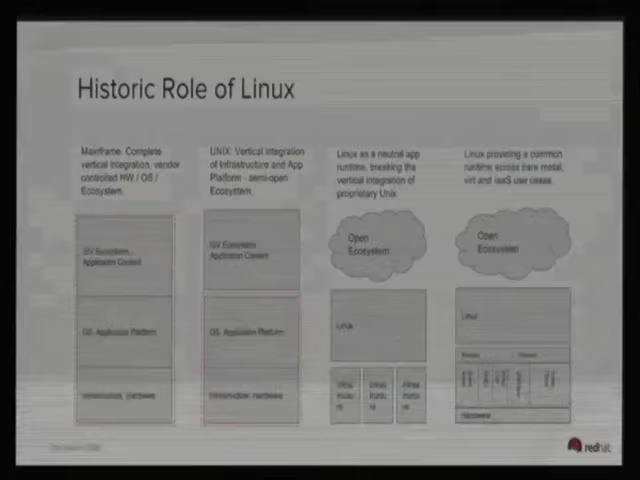 Historic Role of Linux
Mainframe: Complete
vertical integration, vendor
controlled HW / OS /
Ecosystem.
UNIX: Vertical integration
of Infrastructure and App
Platform - semi-open
Ecosystem.
Linux as a neutral app
runtime, breaking the
vertical integration of
proprietary Unix
Linux providing a common
runtime across bare metal,
virt and IaaS use cases.
ISV Ecosystem
Application Content
OS, Application Platform
Infrastructure, Hardware
ISV Ecosystem
Application Content
OS, Application Platform
Infrastructure, Hardware
Open
Ecosystem
Linux
Open
Ecosystem
Linux
Hardware
redhat